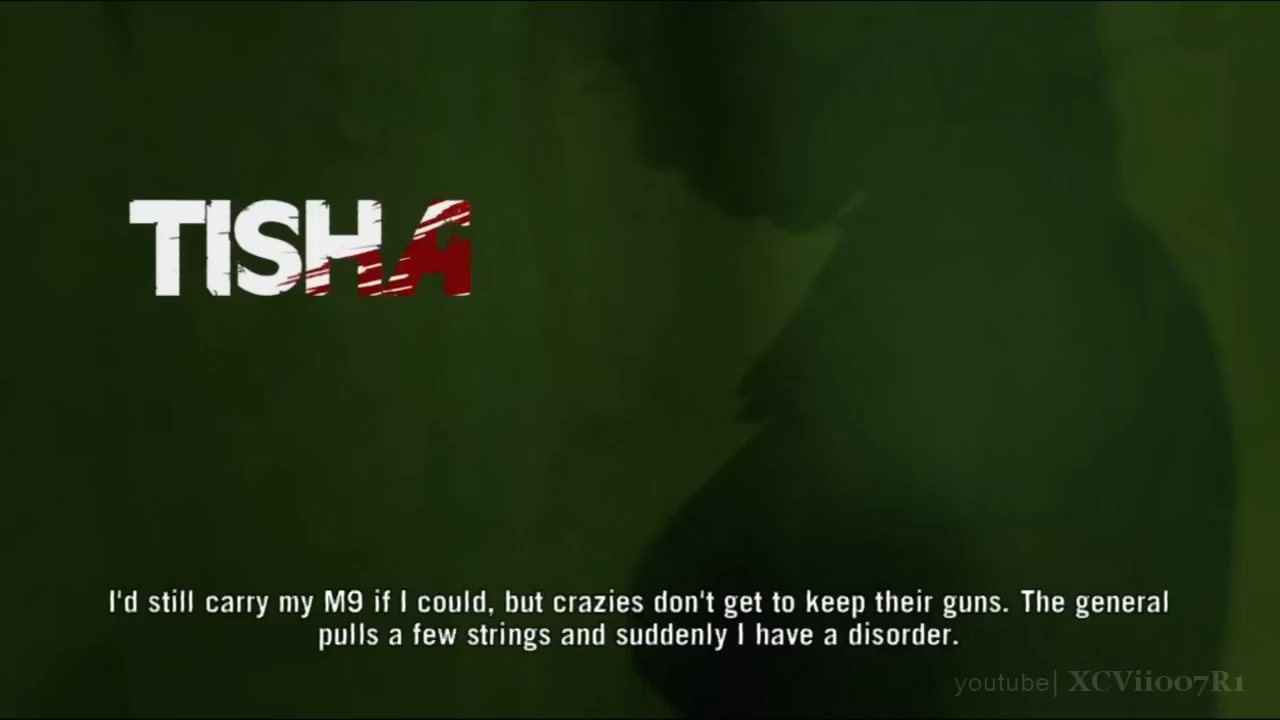 TISHA
I'd still carry my M9 if I could, but crazies don't get to keep their guns. The general
pulls a few strings and suddenly I have a disorder.
youtube| XCViioo7R1